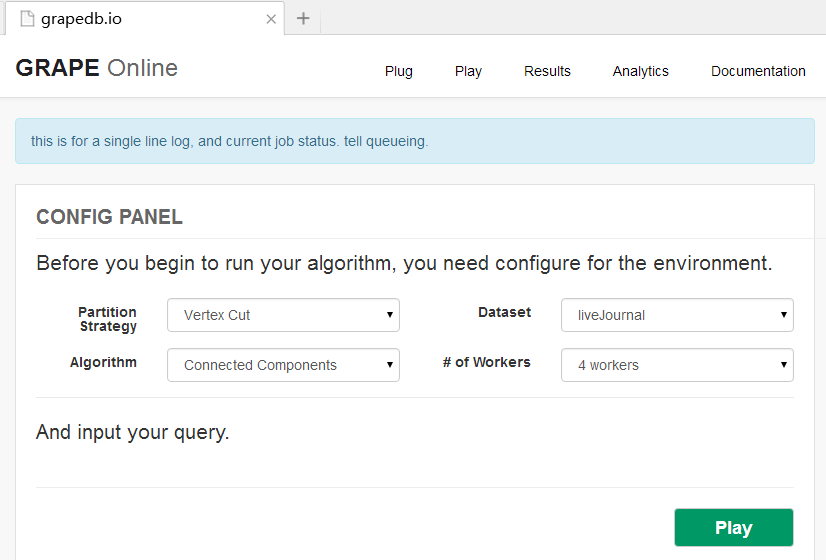 grapedb.io
GRAPE Online
Plug Play Results Analytics Documentation
this is for a single line log, and current job status. tell queueing.
CONFIG PANEL
Before you begin to run your algorithm, you need configure for the environment.
Partition
Strategy
Vertex Cut
Dataset
liveJournal
Algorithm
Connected Components
# of Workers
4 workers
And input your query.
Play